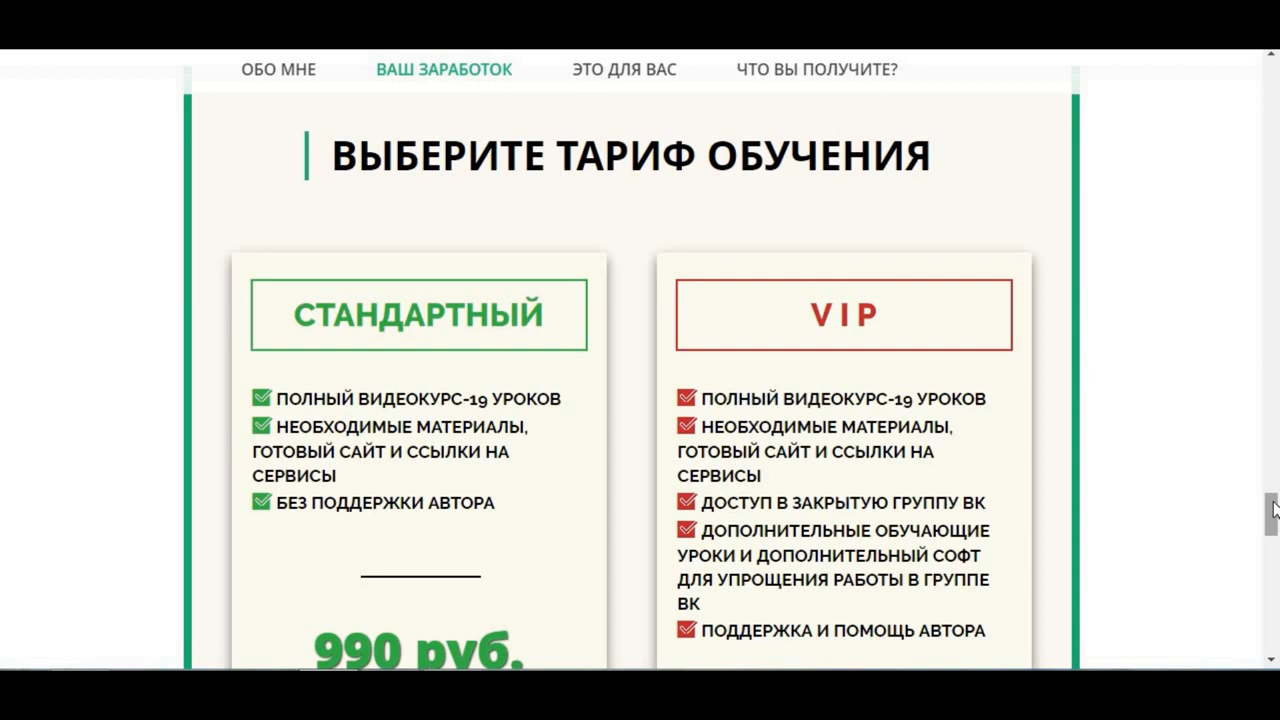 ОБО МНЕ ВАШ ЗАРАБОТОК ЭТО ДЛЯ ВАС ЧТО ВЫ ПОЛУЧИТЕ?
ВЫБЕРИТЕ ТАРИФ ОБУЧЕНИЯ
СТАНДАРТНЫЙ
ПОЛНЫЙ ВИДЕОКУРС-19 УРОКОВ
НЕОБХОДИМЫЕ МАТЕРИАЛЫ,
ГОТОВЫЙ САЙТ И ССЫЛКИ НА
СЕРВИСЫ
БЕЗ ПОДДЕРЖКИ АВТОРА
990 руб.
VIP
ПОЛНЫЙ ВИДЕОКУРС-19 УРОКОВ
НЕОБХОДИМЫЕ МАТЕРИАЛЫ,
ГОТОВЫЙ САЙТ И ССЫЛКИ НА
СЕРВИСЫ
ДОСТУП В ЗАКРЫТУЮ ГРУППУ ВК
ДОПОЛНИТЕЛЬНЫЕ ОБУЧАЮЩИЕ
УРОКИ И ДОПОЛНИТЕЛЬНЫЙ СОФТ
ДЛЯ УПРОЩЕНИЯ РАБОТЫ В ГРУППЕ
ВК
ПОДДЕРЖКА И ПОМОЩЬ АВТОРА